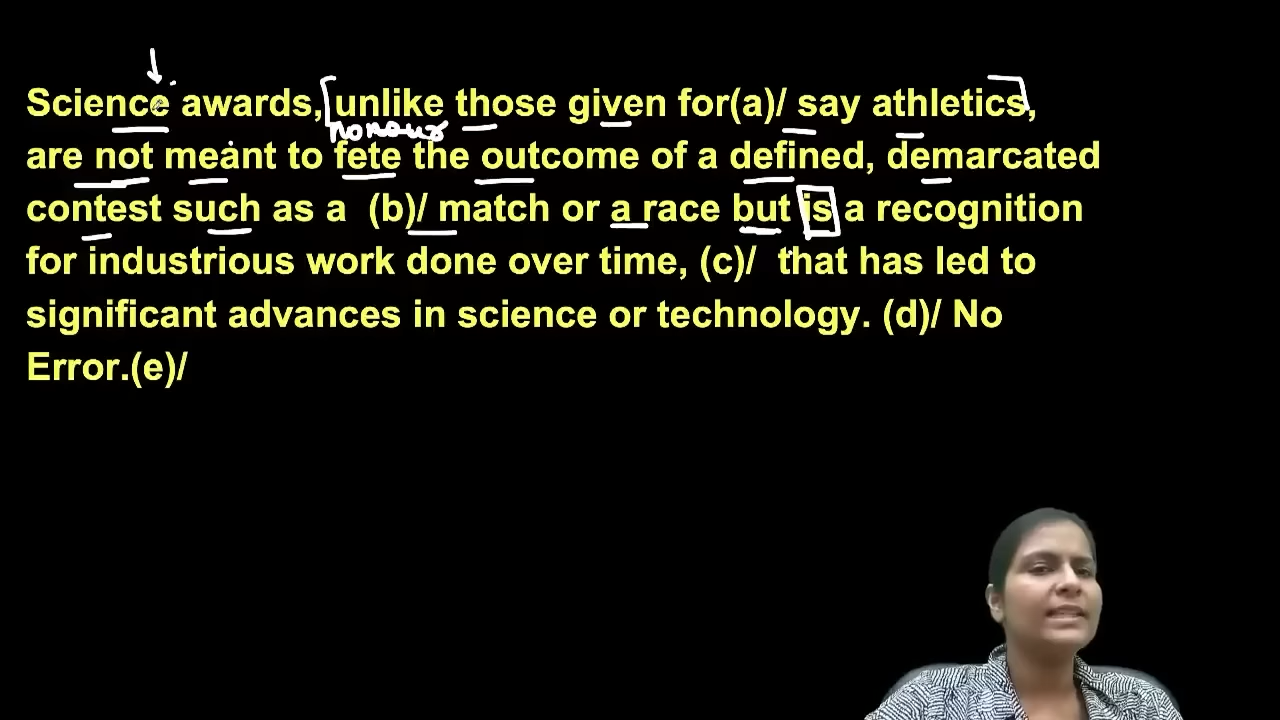 Science awards, unlike those given for(a)/ say athletics,
honour
are not meant to fete the outcome of a defined, demarcated
contest such as a (b)/ match or a race but is a recognition
for industrious work done over time, (c)/ that has led to
significant advances in science or technology. (d)/ No
Error.(e)/